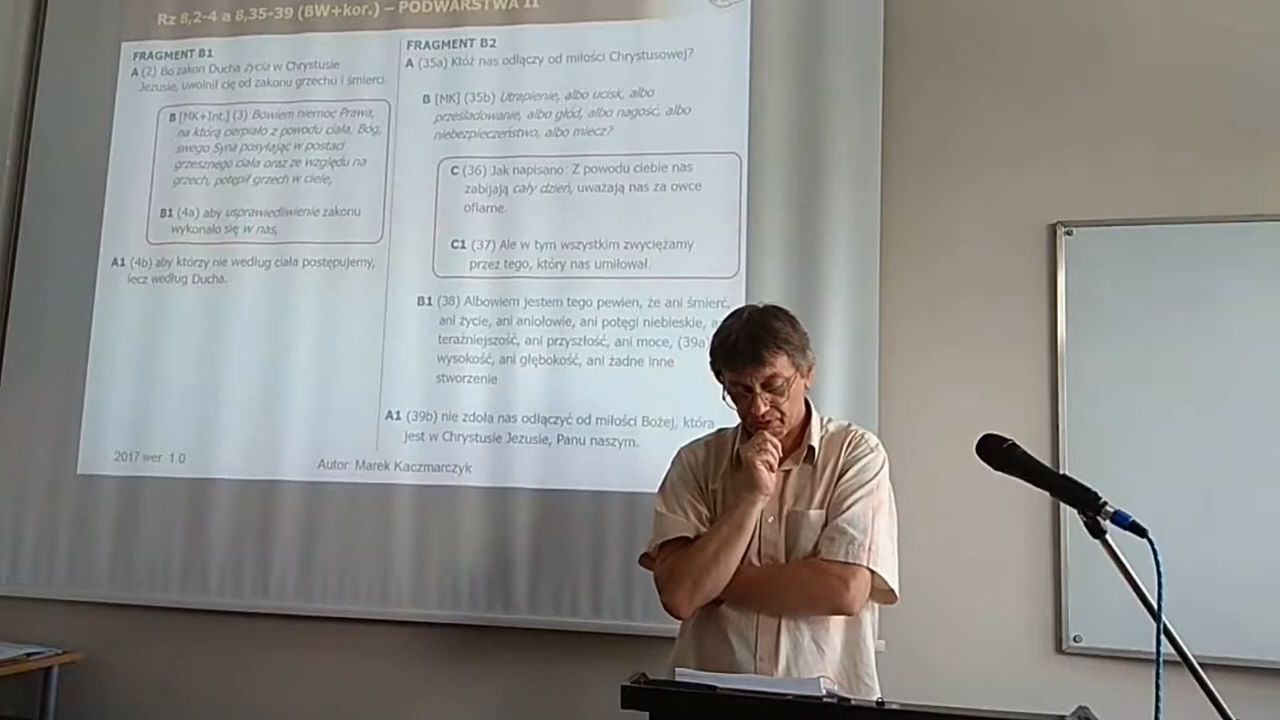 Rz 8,2-4 a 8,35-39 (BW+kor.) – PODWARSTWA II
FRAGMENT B1
A (2) Bo zakon Ducha życia w Chrystusie
Jezusie, uwolnił cię od zakonu grzechu i śmierci
B [MK+Int.] (3) Bowiem niemoc Prawa,
na którą cierpiało z powodu ciała, Bóg,
swego Syna posyłając w postaci
grzesznego ciała oraz ze względu na
grzech, potępił grzech w ciele,
B1 (4a) aby usprawiedliwienie zakonu
wykonało się w nas,
A1 (4b) aby którzy nie według ciała postępujemy,
lecz według Ducha.
FRAGMENT B2
A (35a) Któż nas odłączy od miłości Chrystusowej?
B [MK] (35b) Utrapienie, albo ucisk, albo
prześladowanie, albo głód, albo nagość, albo
niebezpieczeństwo, albo miecz?
C (36) Jak napisano: Z powodu ciebie nas
zabijają cały dzień, uważają nas za owce
ofiarne.
C1 (37) Ale w tym wszystkim zwyciężamy
przez tego, który nas umiłował.
B1 (38) Albowiem jestem tego pewien, że ani śmierć,
ani życie, ani aniołowie, ani potęgi niebieskie,
teraźniejszość, ani przyszłość, ani moce, (39a)
wysokość, ani głębokość, ani żadne inne
stworzenie
A1 (39b) nie zdoła nas odłączyć od miłości Bożej, która
jest w Chrystusie Jezusie, Panu naszym.
2017 wer 1.0
Autor: Marek Kaczmarczyk